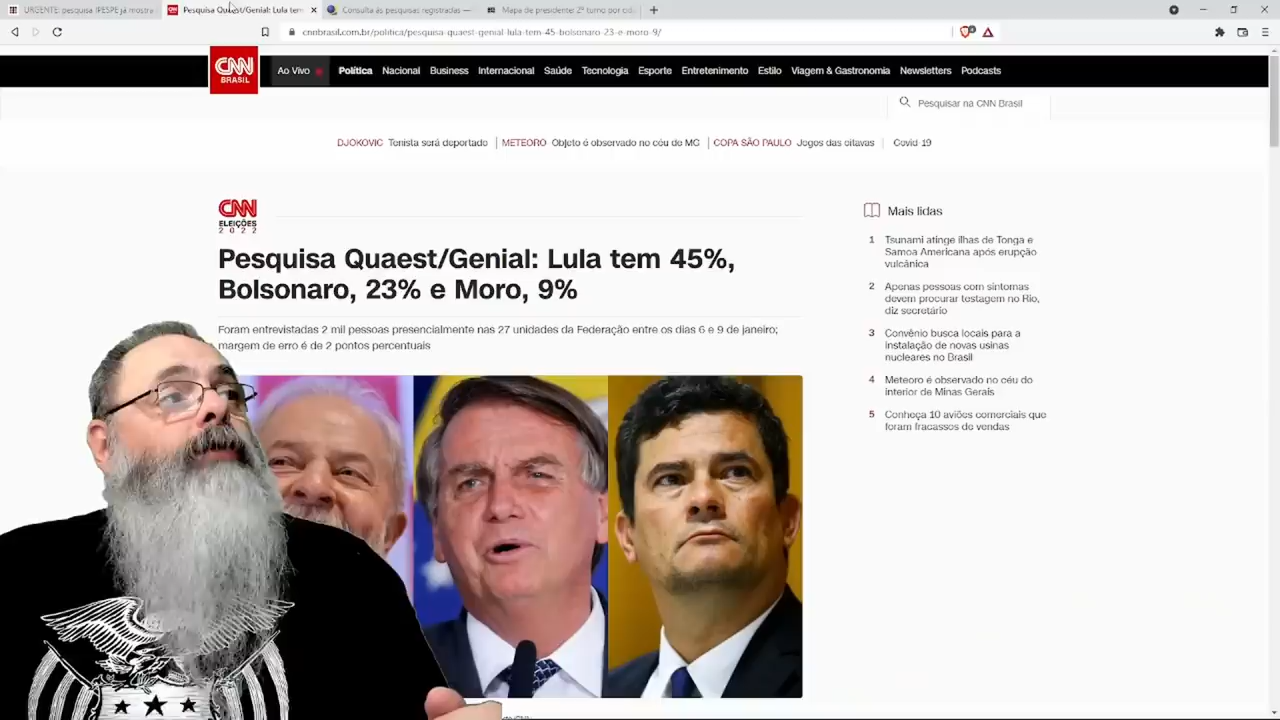 URGENTE: pesquisa IPESPE já mostra
Pesquisa Quaest/Genial: Lula tem
Consulta às pesquisas registradas —
Mapa de presidente: 2º turno por cid
cnnbrasil.com.br/politica/pesquisa-quaest-genial-lula-tem-45-bolsonaro-23-e-moro-9/
CNN
BRASIL
Ao Vivo
Política
Nacional
Business
Internacional
Saúde
Tecnologia
Esporte
Entretenimento
Estilo
Viagem & Gastronomia
Newsletters
Podcasts
Pesquisar na CNN Brasil
DJOKOVIC Tenista será deportado
METEORO Objeto é observado no céu de MG
COPA SÃO PAULO Jogos das oitavas
Covid 19
CNN
ELEIÇÕES
2022
Pesquisa Quaest/Genial: Lula tem 45%,
Bolsonaro, 23% e Moro, 9%
Foram entrevistadas 2 mil pessoas presencialmente nas 27 unidades da Federação entre os dias 6 e 9 de janeiro;
margem de erro é de 2 pontos percentuais
Mais lidas
1 Tsunami atinge ilhas de Tonga e
Samoa Americana após erupção
vulcânica
2 Apenas pessoas com sintomas
devem procurar testagem no Rio,
diz secretário
3 Convênio busca locais para a
instalação de novas usinas
nucleares no Brasil
4 Meteoro é observado no céu do
interior de Minas Gerais
5 Conheça 10 aviões comerciais que
foram fracassos de vendas